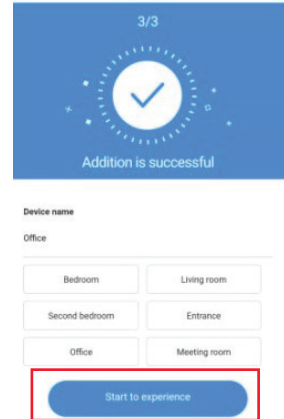 3/3
Addition is successful
Device name
Office
Bedroom Living room
Second bedroom Entrance
Office Meeting room
Start to experience